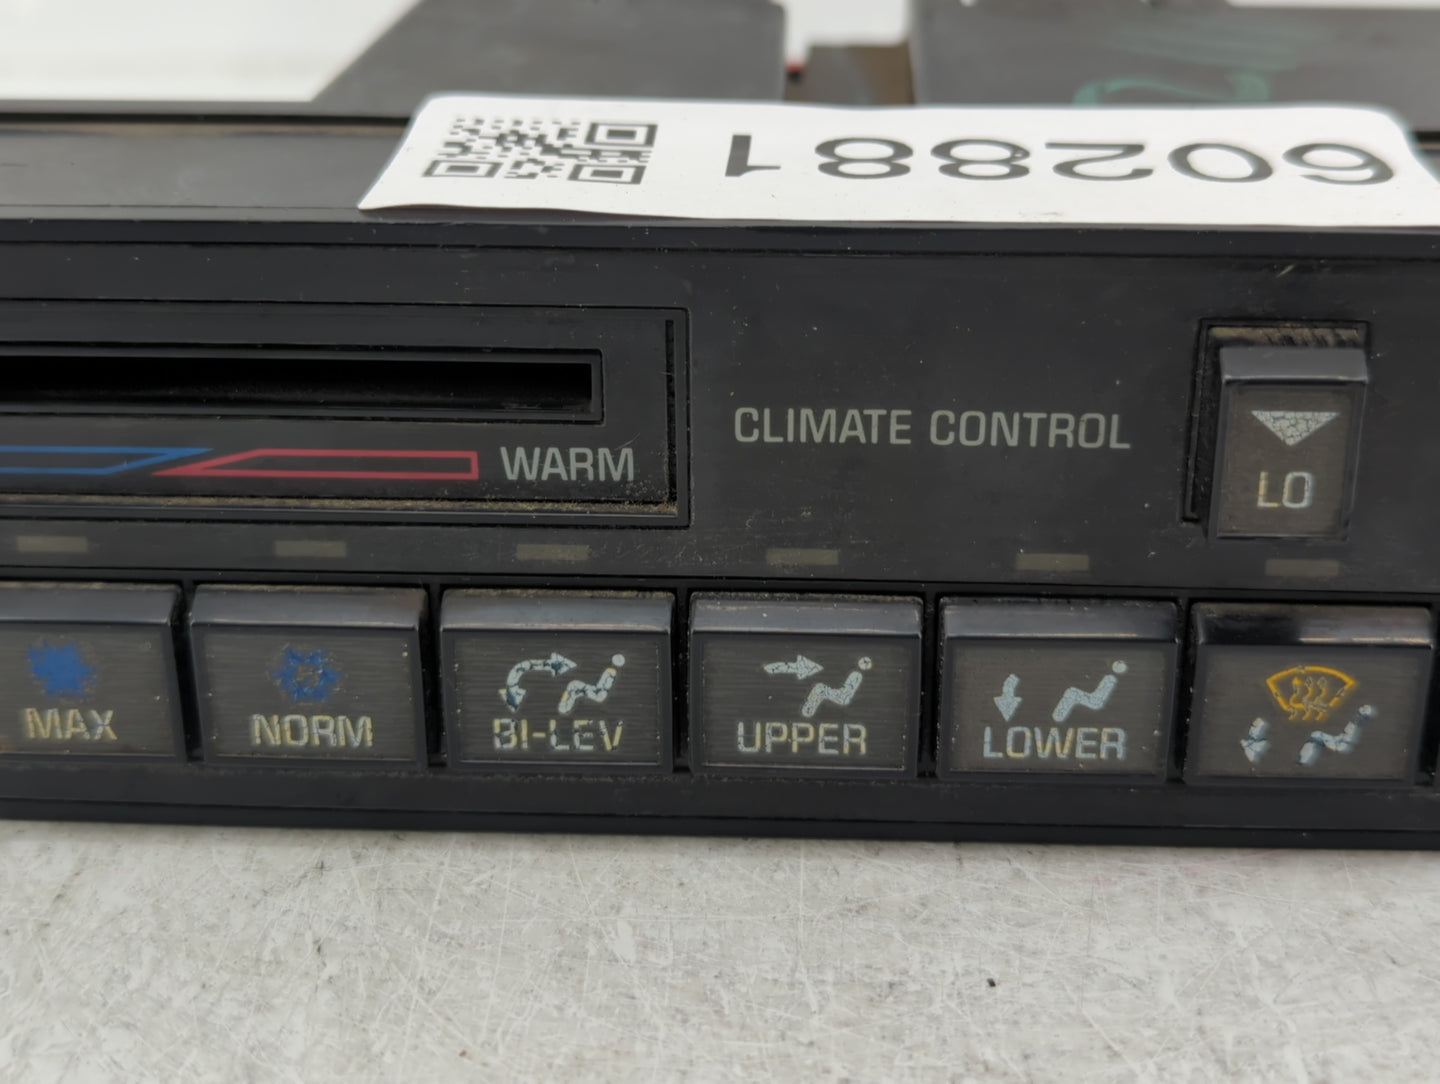 602881
CLIMATE CONTROL
LO
WARM
MAX
NORM
BI-LEV
UPPER
LOWER